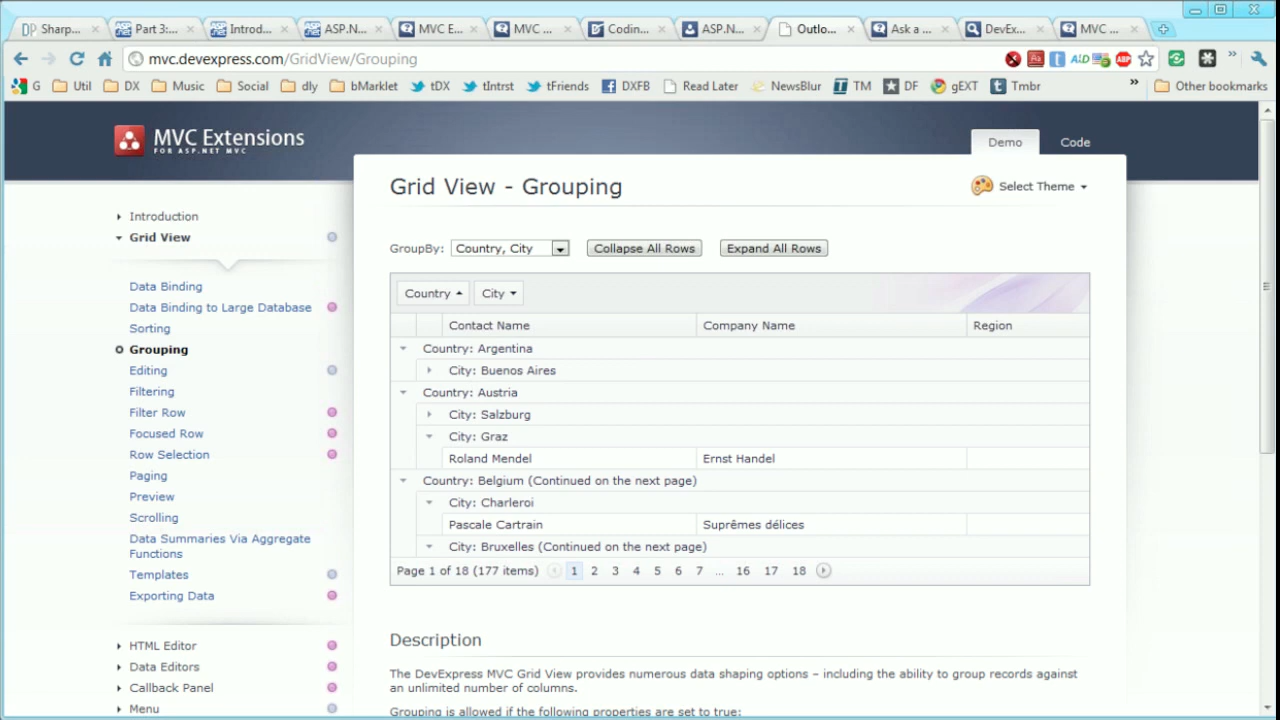 Sharp...
Part 3:...
Introd...
ASP.N...
MVC E...
MVC ...
Codin...
ASP.N...
Outlo...
Ask a ...
DevEx...
MVC ...
mvc.devexpress.com/GridView/Grouping
G Util DX Music Social dly bMarklet tDX tIntrst tFriends DXFB Read Later NewsBlur TM DF gEXT Tmbr » Other bookmarks
MVC Extensions
FOR ASP.NET MVC
Demo Code
Introduction
Grid View
Data Binding
Data Binding to Large Database
Sorting
Grouping
Editing
Filtering
Filter Row
Focused Row
Row Selection
Paging
Preview
Scrolling
Data Summaries Via Aggregate
Functions
Templates
Exporting Data
HTML Editor
Data Editors
Callback Panel
Menu
Grid View - Grouping
Select Theme
GroupBy: Country, City Collapse All Rows Expand All Rows
Country City
Contact Name Company Name Region
Country: Argentina
City: Buenos Aires
Country: Austria
City: Salzburg
City: Graz
Roland Mendel Ernst Handel
Country: Belgium (Continued on the next page)
City: Charleroi
Pascale Cartrain Suprêmes délices
City: Bruxelles (Continued on the next page)
Page 1 of 18 (177 items) 1 2 3 4 5 6 7 ... 16 17 18
Description
The DevExpress MVC Grid View provides numerous data shaping options – including the ability to group records against
an unlimited number of columns.
Grouping is allowed if the following properties are set to true: